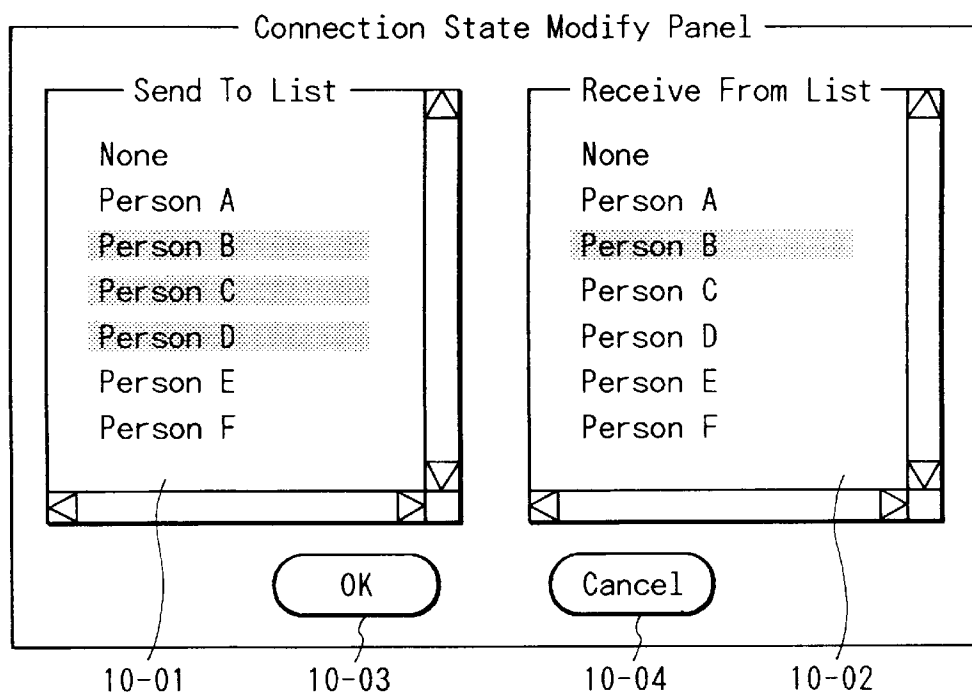 Connection State Modify Panel
Send To List
None
Person A
Person B
Person C
Person D
Person E
Person F
Receive From List
None
Person A
Person B
Person C
Person D
Person E
Person F
OK
Cancel
10-01
10-03
10-04
10-02